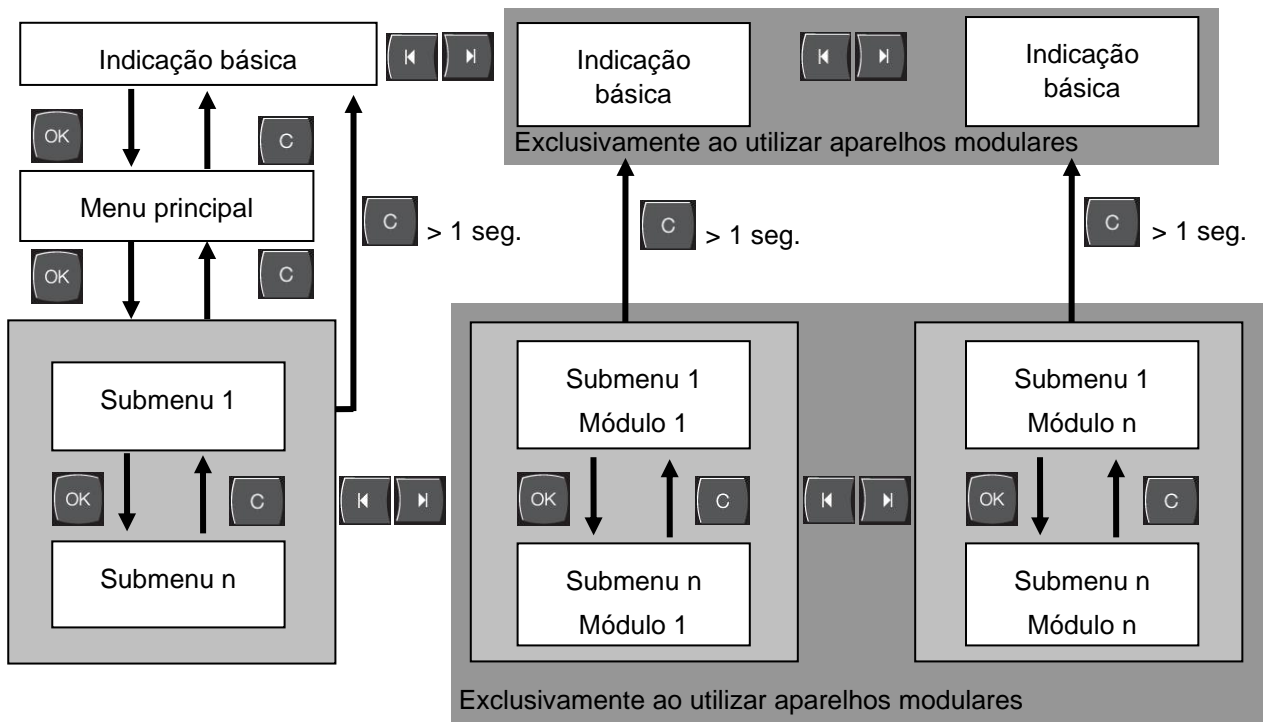 Indicação básica
Indicação
básica
Indicação
básica
Exclusivamente ao utilizar aparelhos modulares
OK
C
Menu principal
C
> 1 seg.
C
> 1 seg.
C
> 1 seg.
OK
C
Submenu 1
Submenu 1
Módulo 1
Submenu 1
Módulo n
OK
C
OK
C
OK
C
Submenu n
Submenu n
Módulo 1
Submenu n
Módulo n
Exclusivamente ao utilizar aparelhos modulares